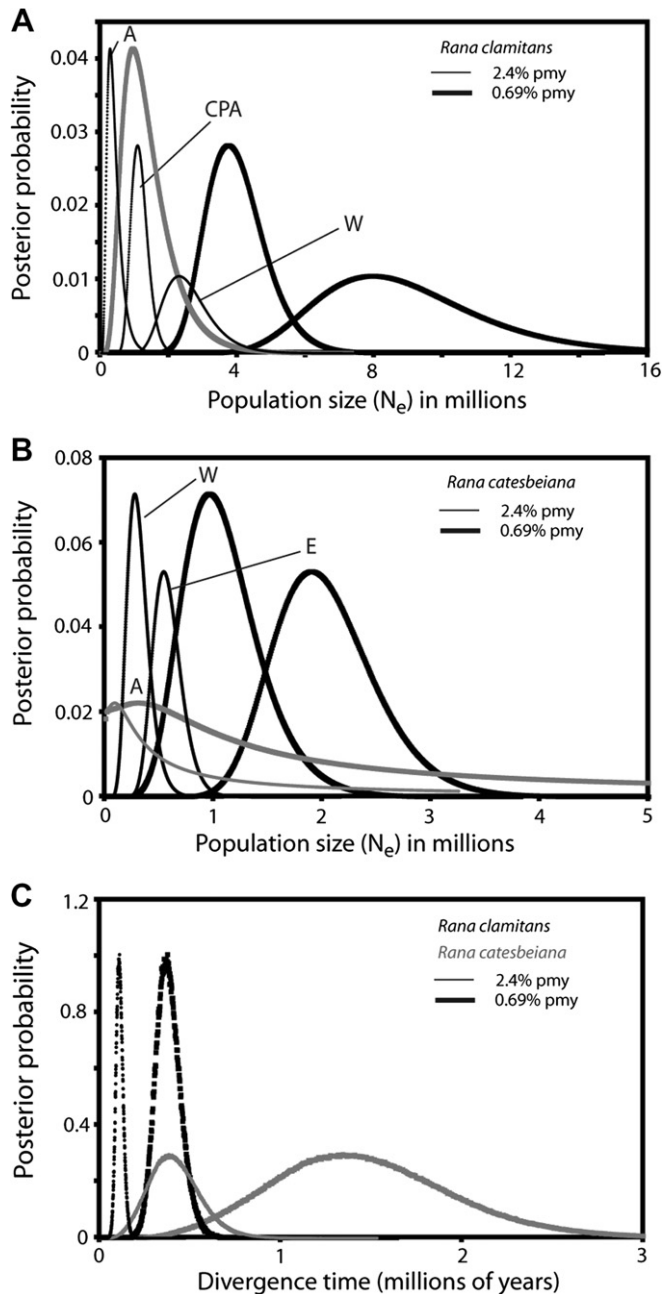 A
Rana clamitans
2.4% pmy
0.69% pmy
A
CPA
W
Posterior probability
0.04
0.03
0.02
0.01
0
0 4 8 12 16
Population size (Ne) in millions
B
Rana catesbeiana
2.4% pmy
0.69% pmy
W
E
A
Posterior probability
0.08
0.06
0.04
0.02
0
0 1 2 3 4 5
Population size (Ne) in millions
C
Rana clamitans
Rana catesbeiana
2.4% pmy
0.69% pmy
Posterior probability
1.2
0.8
0.4
0
0 1 2 3
Divergence time (millions of years)